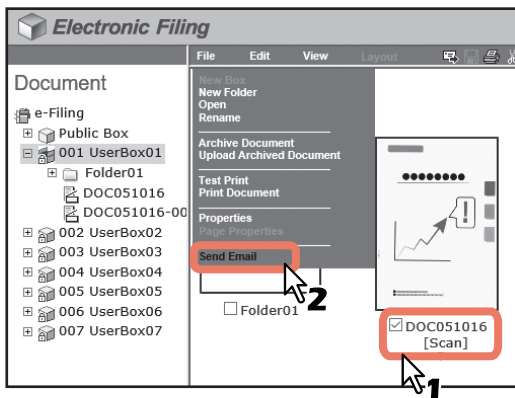 Electronic Filing
File Edit View Layout
Document
e-Filing
Public Box
001 UserBox01
Folder01
DOC051016
DOC051016-00
002 UserBox02
003 UserBox03
004 UserBox04
005 UserBox05
006 UserBox06
007 UserBox07
New Box
New Folder
Open
Rename
Archive Document
Upload Archived Document
Test Print
Print Document
Properties
Page Properties
Send Email
2
Folder01
!
DOC051016
[Scan]
1